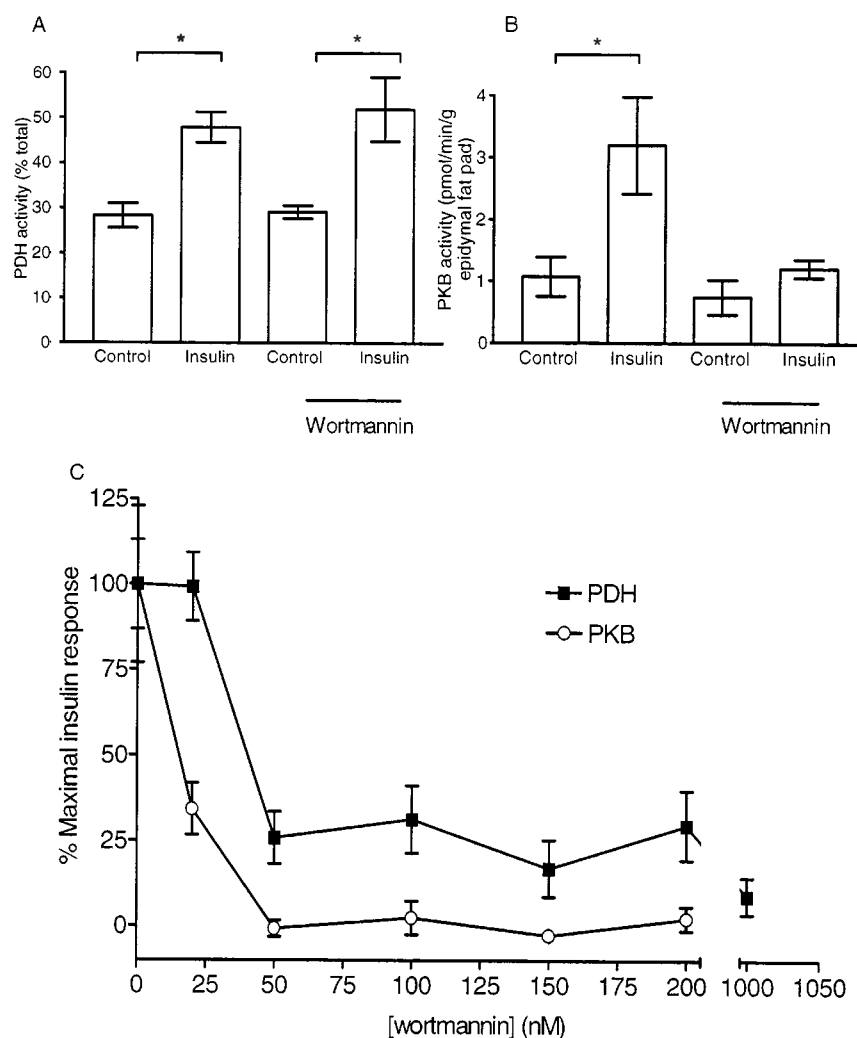 A
*
*
PDH activity (% total)
60
50
40
30
20
10
0
Control
Insulin
Control
Insulin
Wortmannin
B
*
PKB activity (pmol/min/g
epidymal fat pad)
4
3
2
1
0
Control
Insulin
Control
Insulin
Wortmannin
C
% Maximal insulin response
125
100
75
50
25
0
PDH
PKB
0
25
50
75
100
125
150
175
200
1000
1050
[wortmannin] (nM)